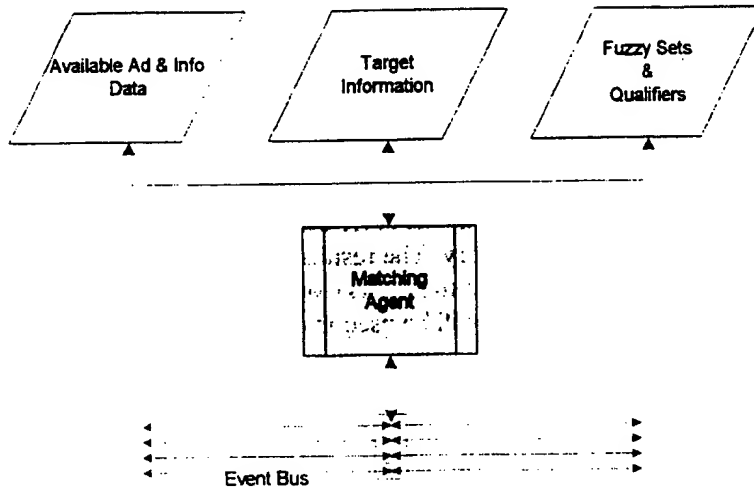 Available Ad & Info
Data
Target
Information
Fuzzy Sets
&
Qualifiers
Matching
Agent
Event Bus